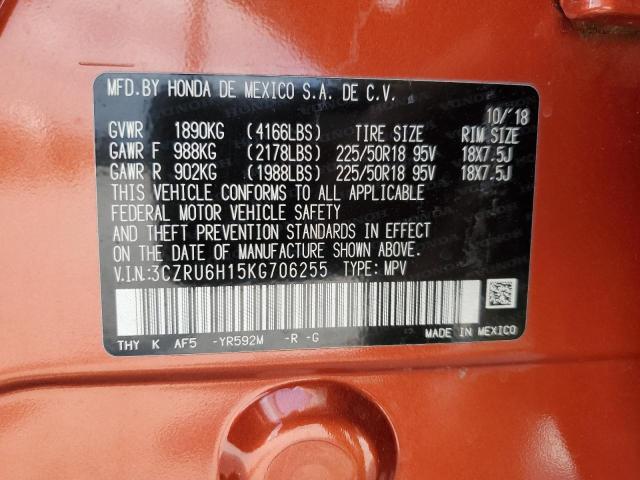 MFD.BY HONDA DE MEXICO S.A. DE C.V.
10/'18
GVWR 1890KG (4166LBS) TIRE SIZE RIM SIZE
GAWR F 988KG (2178LBS) 225/50R18 95V 18X7.5J
GAWR R 902KG (1988LBS) 225/50R18 95V 18X7.5J
THIS VEHICLE CONFORMS TO ALL APPLICABLE
FEDERAL MOTOR VEHICLE SAFETY
AND THEFT PREVENTION STANDARDS IN EFFECT
ON THE DATE OF MANUFACTURE SHOWN ABOVE.
V.I.N.:3CZRU6H15KG706255 TYPE: MPV
THY K AF5 -YR592M -R -G MADE IN MEXICO